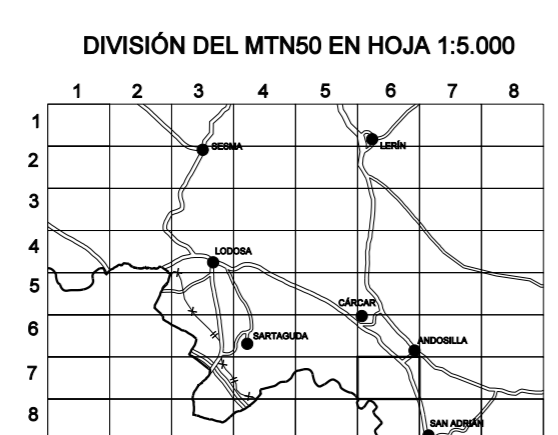 DIVISIÓN DEL MTN50 EN HOJA 1:5.000
1 2 3 4 5 6 7 8
1
LERÍN
2
SESMA
3
4
LODOSA
5
CÁRCAR
6
SARTAGUDA
ANDOSILLA
7
8
SAN ADRIÁN